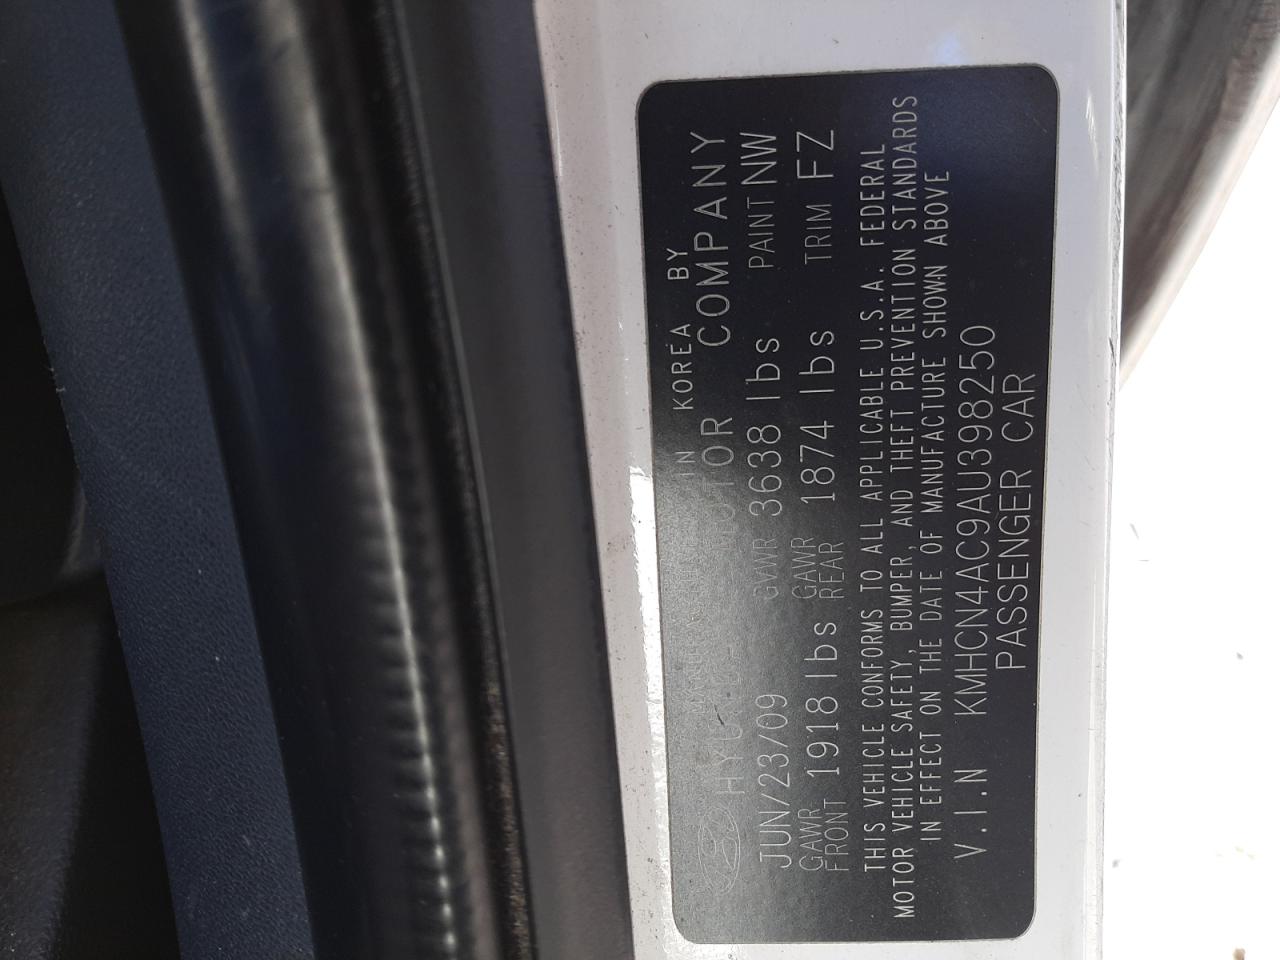 MANUFACTURED IN KOREA BY
HYUNDAI MOTOR COMPANY
JUN/23/09 GVWR 3638 lbs PAINT NW
GAWR FRONT 1918 lbs GAWR REAR 1874 lbs TRIM FZ
THIS VEHICLE CONFORMS TO ALL APPLICABLE U.S.A. FEDERAL
MOTOR VEHICLE SAFETY, BUMPER, AND THEFT PREVENTION STANDARDS
IN EFFECT ON THE DATE OF MANUFACTURE SHOWN ABOVE
V.I.N KMHCN4AC9AU398250
PASSENGER CAR